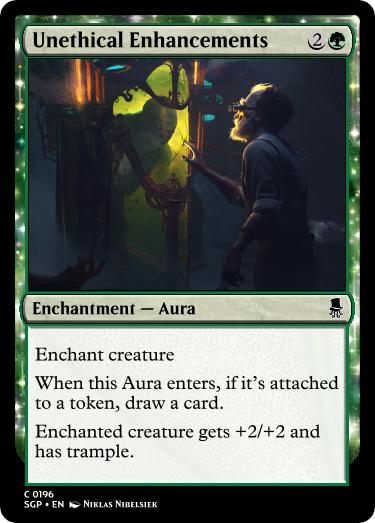 Unethical Enhancements 2
Enchantment — Aura
Enchant creature
When this Aura enters, if it's attached
to a token, draw a card.
Enchanted creature gets +2/+2 and
has trample.
C 0196
SGP • EN Niklas Nibelsiek